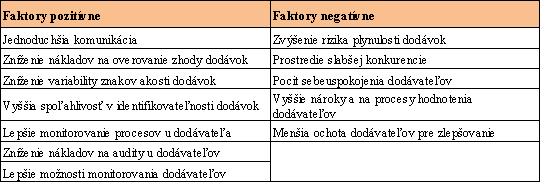 Faktory pozitívne
Faktory negatívne
Jednoduchšia komunikácia
Zvýšenie rizika plynulosti dodávok
Zníženie nákladov na overovanie zhody dodávok
Prostredie slabšej konkurencie
Zníženie variability znakov akosti dodávok
Pocit sebeuspokojenia dodávateľov
Vyššia spoľahlivosť v identifikovateľnosti dodávok
Vyššie nároky a na procesy hodnotenia
dodávateľov
Lepšie monitorovanie procesov u dodávateľa
Menšia ochota dodávateľov pre zlepšovanie
Zníženie nákladov na audity u dodávateľov
Lepšie možnosti monitorovania dodávateľov